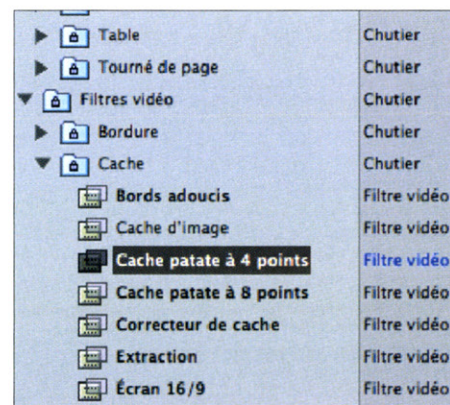 Table Chutier
Tourné de page Chutier
Filtres vidéo Chutier
Bordure Chutier
Cache Chutier
Bords adoucis Filtre vidéo
Cache d'image Filtre vidéo
Cache patate à 4 points Filtre vidéo
Cache patate à 8 points Filtre vidéo
Correcteur de cache Filtre vidéo
Extraction Filtre vidéo
Écran 16/9 Filtre vidéo